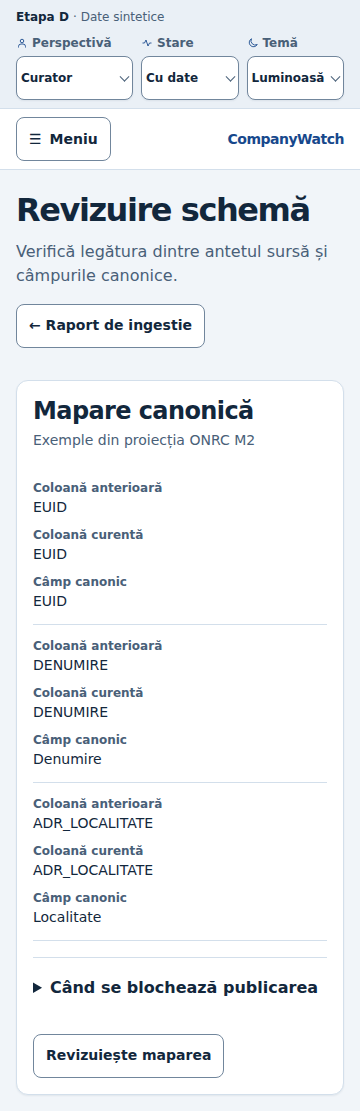 Etapa D · Date sintetice
Perspectivă Stare Temă
Curator Cu date Luminoasă
☰ Meniu CompanyWatch
Revizuire schemă
Verifică legătura dintre antetul sursă și
câmpurile canonice.
← Raport de ingestie
Mapare canonică
Exemple din proiecția ONRC M2
Coloană anterioară
EUID
Coloană curentă
EUID
Câmp canonic
EUID
Coloană anterioară
DENUMIRE
Coloană curentă
DENUMIRE
Câmp canonic
Denumire
Coloană anterioară
ADR_LOCALITATE
Coloană curentă
ADR_LOCALITATE
Câmp canonic
Localitate
▶ Când se blochează publicarea
Revizuiește maparea